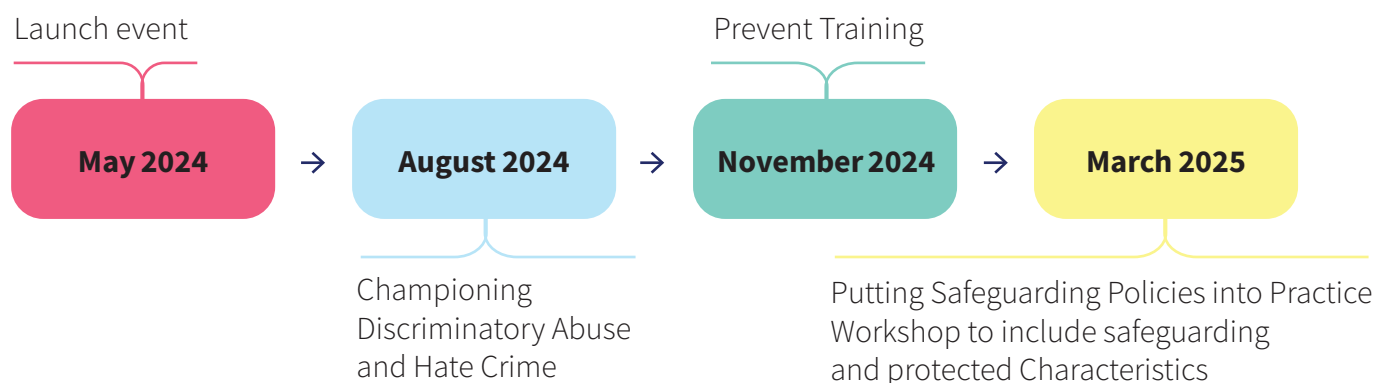 Launch event
Prevent Training
May 2024
August 2024
November 2024
March 2025
Championing
Discriminatory Abuse
and Hate Crime
Putting Safeguarding Policies into Practice
Workshop to include safeguarding
and protected Characteristics